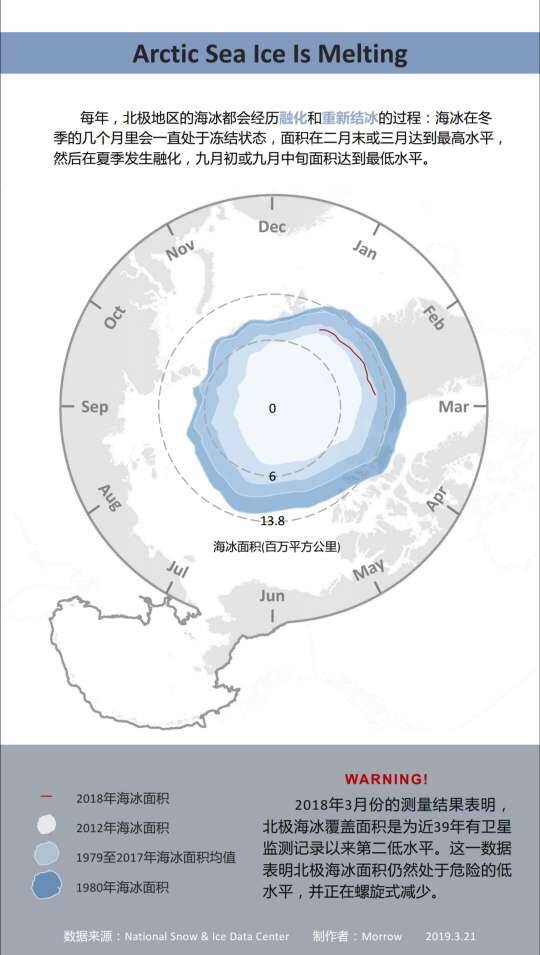 Arctic Sea Ice Is Melting
每年，北极地区的海冰都会经历融化和重新结冰的过程：海冰在冬
季的几个月里会一直处于冻结状态，面积在二月末或三月达到最高水平，
然后在夏季发生融化，九月初或九月中旬面积达到最低水平。
Dec
Nov
Jan
Oct
Feb
Sep
0
Mar
6
Aug
Apr
13.8
海冰面积(百万平方公里)
Jul
May
Jun
WARNING!
2018年海冰面积
2012年海冰面积
1979至2017年海冰面积均值
1980年海冰面积
2018年3月份的测量结果表明，
北极海冰覆盖面积是为近39年有卫星
监测记录以来第二低水平。这一数据
表明北极海冰面积仍然处于危险的低
水平，并正在螺旋式减少。
数据来源：National Snow & Ice Data Center 制作者：Morrow 2019.3.21